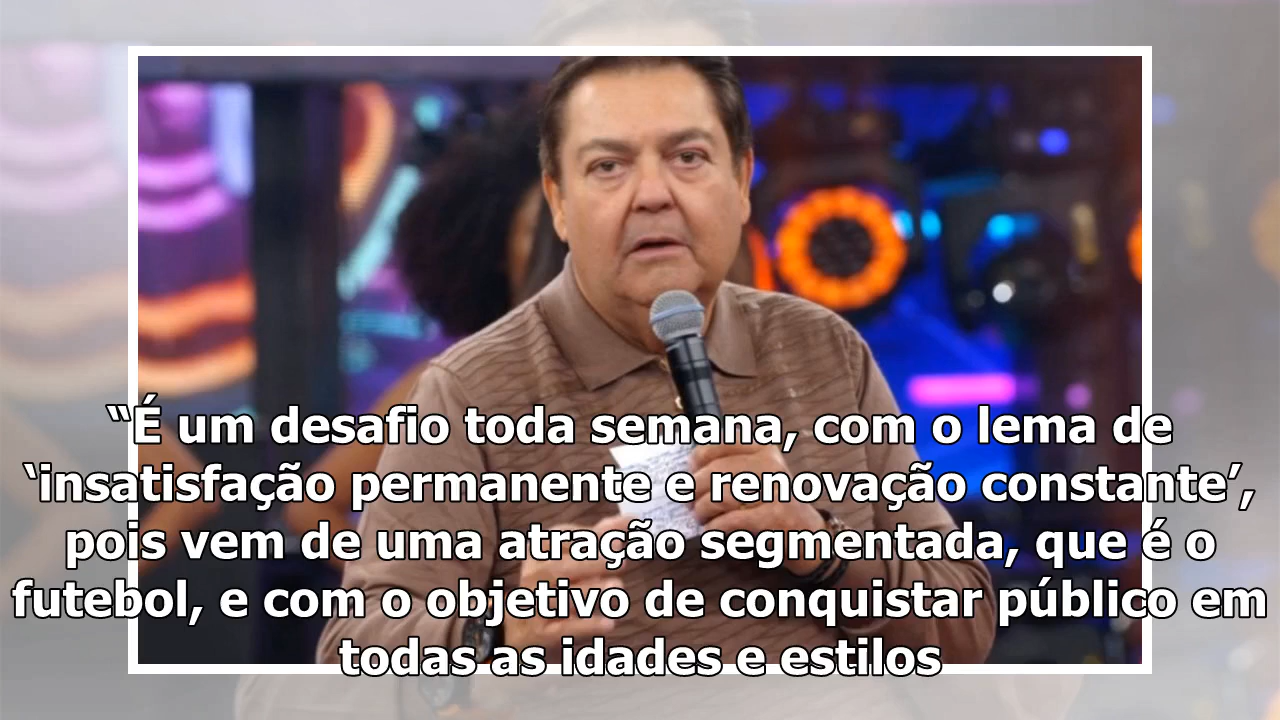 “É um desafio toda semana, com o lema de
‘insatisfação permanente e renovação constante’,
pois vem de uma atração segmentada, que é o
futebol, e com o objetivo de conquistar público em
todas as idades e estilos